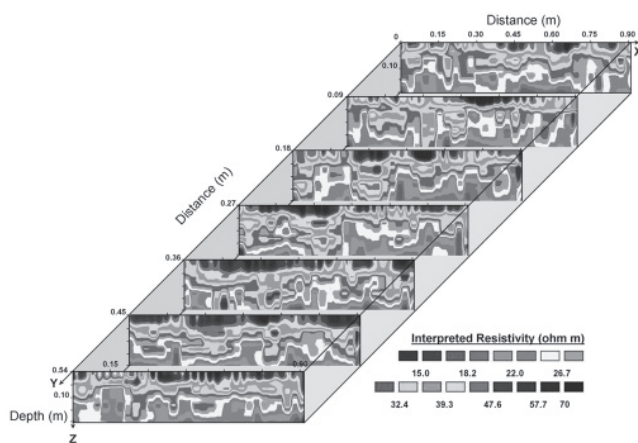 Distance (m)
0 0.15 0.30 0.45 0.60 0.75 0.90
X
0.10
0.09
0.18
Distance (m)
0.27
0.36
0.45
0.15 0.90
0.54
Y
0.10
Depth (m)
Z
Interpreted Resistivity (ohm m)
15.0 18.2 22.0 26.7
32.4 39.3 47.6 57.7 70